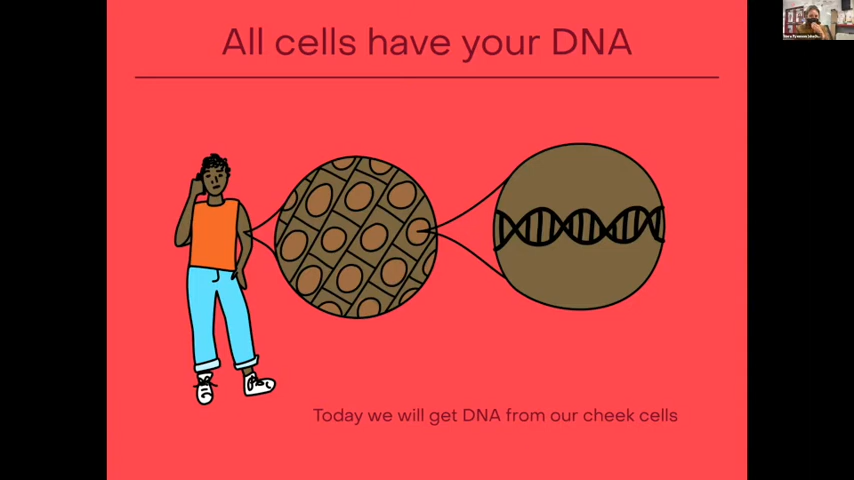 All cells have your DNA
Today we will get DNA from our cheek cells